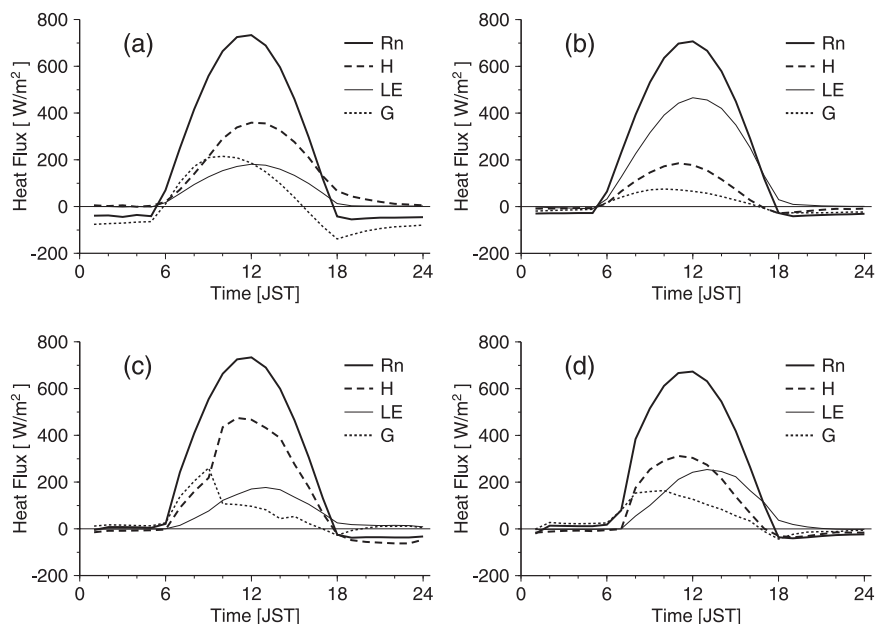 (a)
Rn
H
LE
G
Heat Flux [ W/m² ]
800
600
400
200
0
-200
0 6 12 18 24
Time [JST]
(b)
Rn
H
LE
G
Heat Flux [ W/m² ]
800
600
400
200
0
-200
0 6 12 18 24
Time [JST]
(c)
Rn
H
LE
G
Heat Flux [ W/m² ]
800
600
400
200
0
-200
0 6 12 18 24
Time [JST]
(d)
Rn
H
LE
G
Heat Flux [ W/m² ]
800
600
400
200
0
-200
0 6 12 18 24
Time [JST]